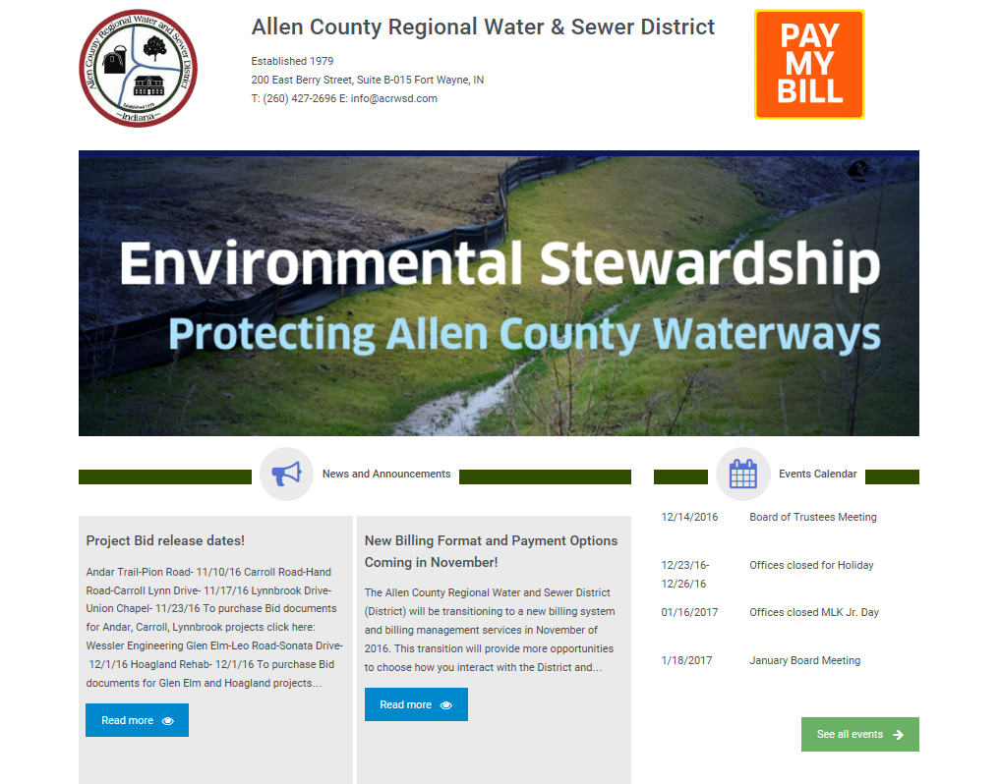 Allen County Regional Water and Sewer District
Established 1979
~Indiana~
Allen County Regional Water & Sewer District
Established 1979
200 East Berry Street, Suite B-015 Fort Wayne, IN
T: (260) 427-2696 E: info@acrwsd.com
PAY
MY
BILL
Environmental Stewardship
Protecting Allen County Waterways
News and Announcements
Project Bid release dates!
Andar Trail-Pion Road- 11/10/16 Carroll Road-Hand
Road-Carroll Lynn Drive- 11/17/16 Lynnbrook Drive-
Union Chapel- 11/23/16 To purchase Bid documents
for Andar, Carroll, Lynnbrook projects click here:
Wessler Engineering Glen Elm-Leo Road-Sonata Drive-
12/1/16 Hoagland Rehab- 12/1/16 To purchase Bid
documents for Glen Elm and Hoagland projects...
Read more
New Billing Format and Payment Options
Coming in November!
The Allen County Regional Water and Sewer District
(District) will be transitioning to a new billing system
and billing management services in November of
2016. This transition will provide more opportunities
to choose how you interact with the District and...
Read more
Events Calendar
12/14/2016 Board of Trustees Meeting
12/23/16- Offices closed for Holiday
12/26/16
01/16/2017 Offices closed MLK Jr. Day
1/18/2017 January Board Meeting
See all events